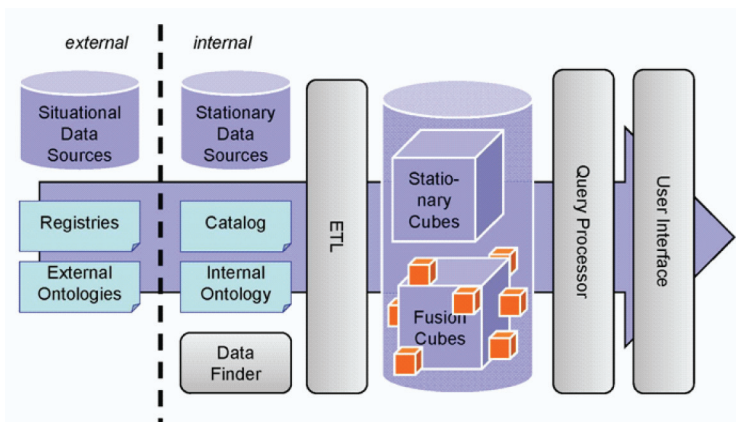 external
internal
Situational
Data
Sources
Stationary
Data
Sources
Registries
Catalog
External
Ontologies
Internal
Ontology
Data
Finder
ETL
Statio-
nary
Cubes
Fusion
Cubes
Query Processor
User Interface